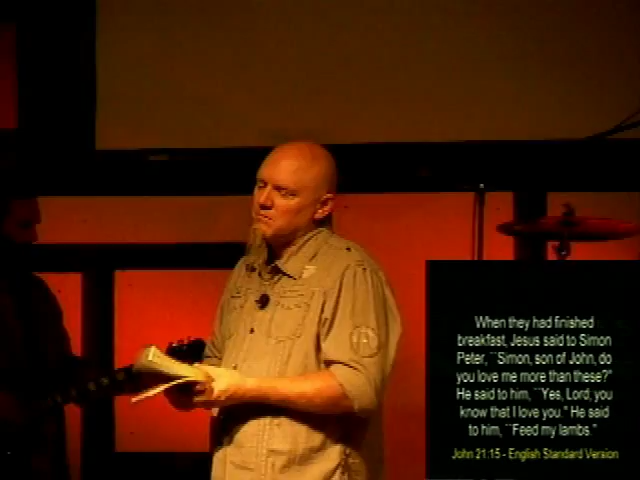 When they had finished
breakfast, Jesus said to Simon
Peter, ``Simon, son of John, do
you love me more than these?"
He said to him, ``Yes, Lord; you
know that I love you." He said
to him, ``Feed my lambs."
John 21:15 - English Standard Version